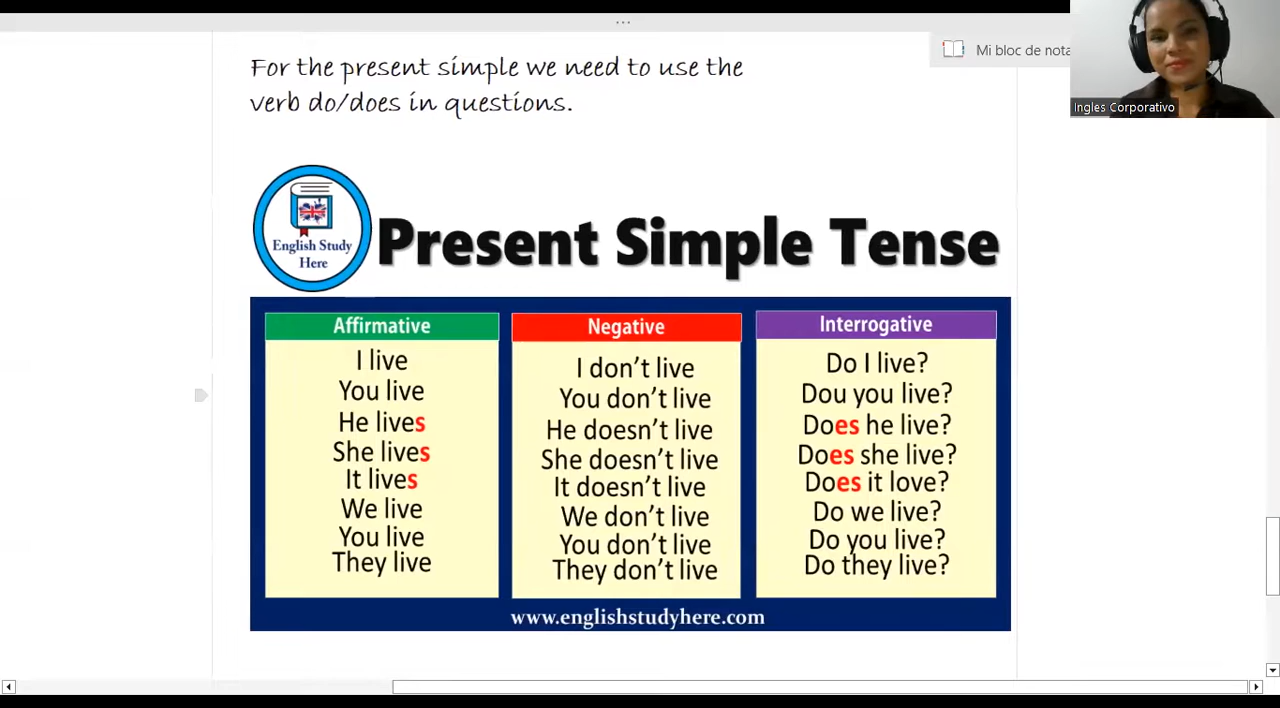 ...
Mi bloc de nota
Ingles Corporativo
For the present simple we need to use the
verb do/does in questions.
English Study
Here
Present Simple Tense
Affirmative
I live
You live
He lives
She lives
It lives
We live
You live
They live
Negative
I don't live
You don't live
He doesn't live
She doesn't live
It doesn't live
We don't live
You don't live
They don't live
Interrogative
Do I live?
Dou you live?
Does he live?
Does she live?
Does it love?
Do we live?
Do you live?
Do they live?
www.englishstudyhere.com